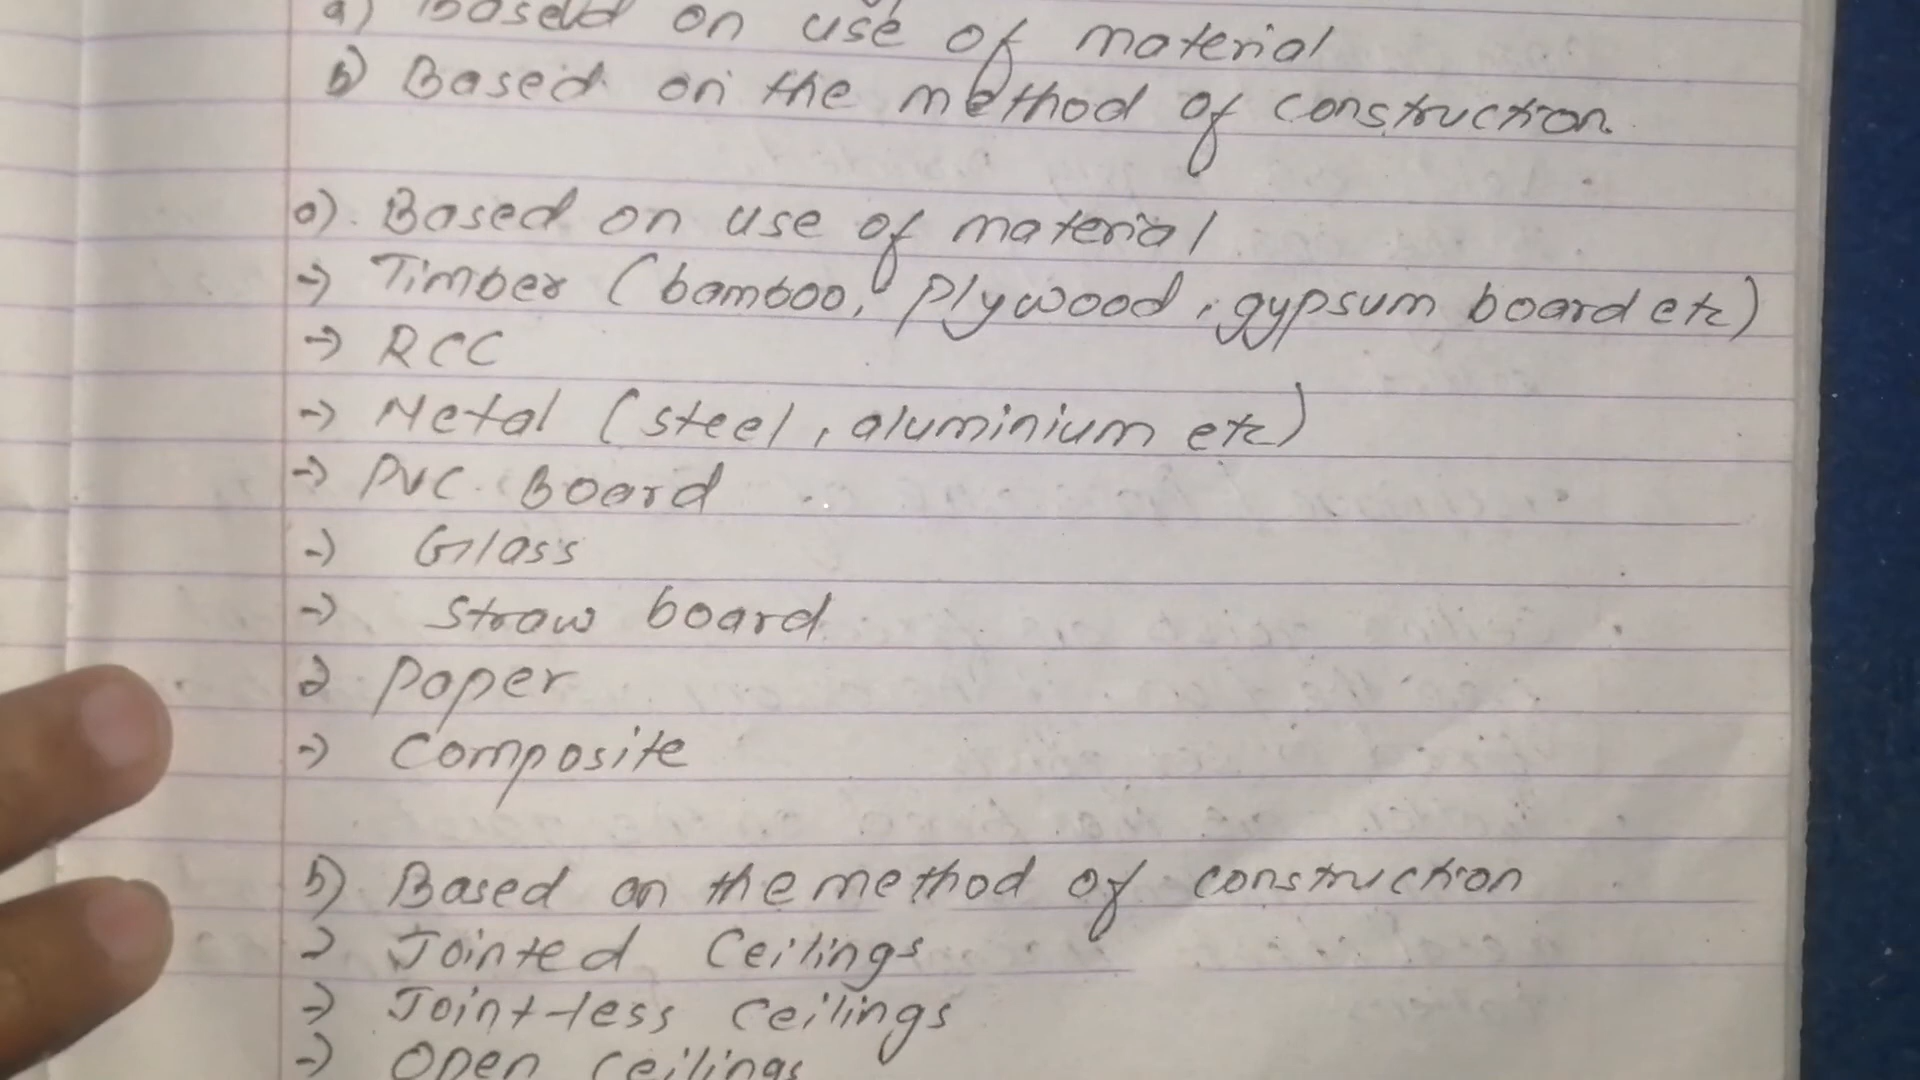 a) Based on use of material
b) Based on the method of construction.
a). Based on use of material
→ Timber (bamboo, plywood, gypsum board etc)
→ RCC
→ Metal (steel, aluminium etc)
→ PVC Board
→ Glass
→ Straw board
→ Paper
→ Composite
b) Based on the method of construction
→ Jointed Ceilings
→ Joint-less Ceilings
→ Open Ceilings